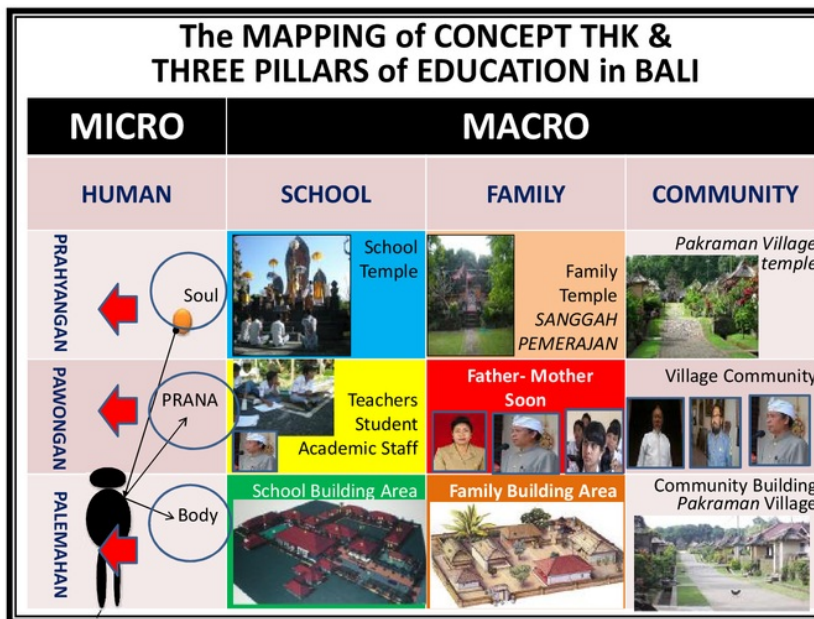 The MAPPING of CONCEPT THK &
THREE PILLARS of EDUCATION in BALI
MICRO
MACRO
HUMAN
SCHOOL
FAMILY
COMMUNITY
PRAHYANGAN
Soul
School
Temple
Family
Temple
SANGGAH
PEMERAJAN
Pakraman Village
temple
PAWONGAN
PRANA
Teachers
Student
Academic Staff
Father- Mother
Soon
Village Community
PALEMAHAN
Body
School Building Area
Family Building Area
Community Building
Pakraman Village